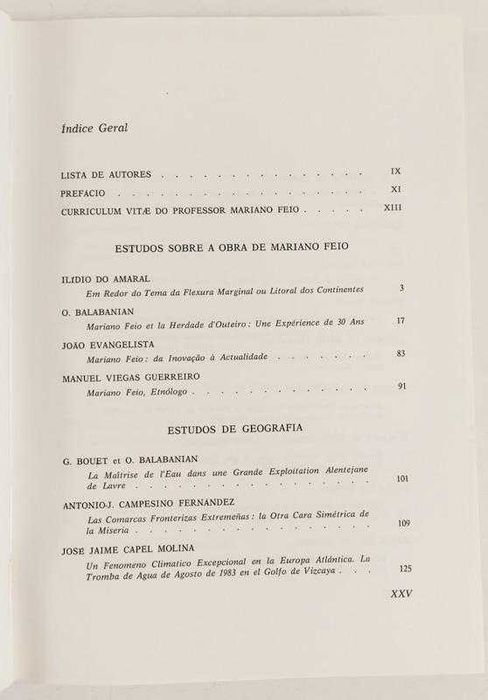 Índice Geral
LISTA DE AUTORES . . . . . . . . . . . . . . IX
PREFÁCIO . . . . . . . . . . . . . . . . . XI
CURRICULUM VITÆ DO PROFESSOR MARIANO FEIO . . . . . XIII
ESTUDOS SOBRE A OBRA DE MARIANO FEIO
ILÍDIO DO AMARAL
Em Redor do Tema da Flexura Marginal ou Litoral dos Continentes 3
O. BALABANIAN
Mariano Feio et la Herdade d'Outeiro: Une Expérience de 30 Ans 17
JOÃO EVANGELISTA
Mariano Feio: da Inovação à Actualidade . . . . . . . 83
MANUEL VIEGAS GUERREIRO
Mariano Feio, Etnólogo . . . . . . . . . . . . . 91
ESTUDOS DE GEOGRAFIA
G. BOUET et O. BALABANIAN
La Maîtrise de l'Eau dans une Grande Exploitation Alentejane
de Lavre . . . . . . . . . . . . . . . . . 101
ANTONIO-J. CAMPESINO FERNÁNDEZ
Las Comarcas Fronterizas Extremeñas: la Otra Cara Simétrica de
la Miseria . . . . . . . . . . . . . . . . 109
JOSÉ JAIME CAPEL MOLINA
Un Fenomeno Climatico Excepcional en la Europa Atlántica. La
Tromba de Agua de Agosto de 1983 en el Golfo de Vizcaya . . . 125
XXV